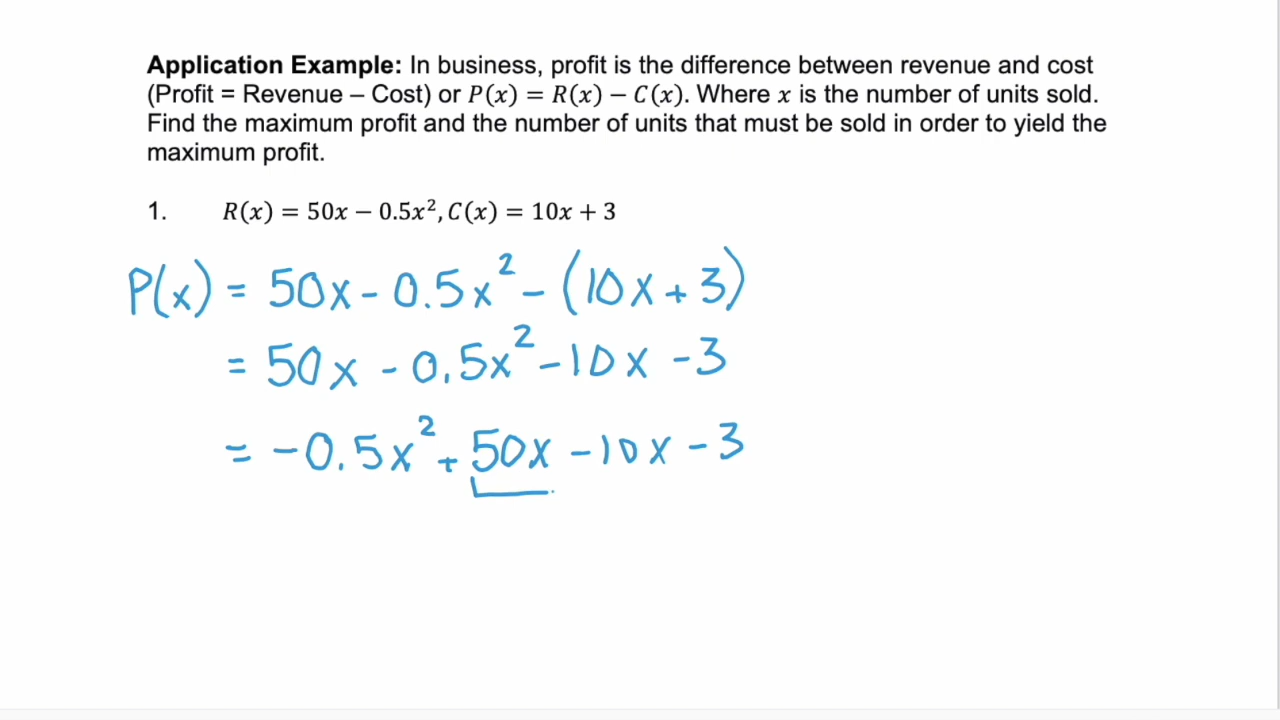 Application Example: In business, profit is the difference between revenue and cost
(Profit = Revenue – Cost) or P(x) = R(x) − C(x). Where x is the number of units sold.
Find the maximum profit and the number of units that must be sold in order to yield the
maximum profit.
1. R(x) = 50x − 0.5x², C(x) = 10x + 3
P(x) = 50x - 0.5x² - (10x + 3)
= 50x - 0.5x² - 10x - 3
= -0.5x² + 50x - 10x - 3